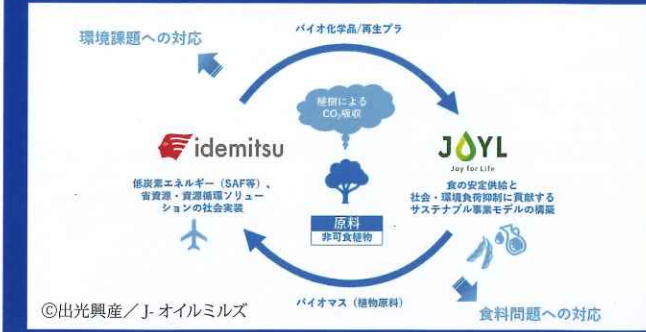 環境課題への対応
バイオ化学品/再生プラ
植樹による
CO₂吸収
idemitsu
JOYL
Joy for Life
低炭素エネルギー（SAF等）、
省資源・資源循環ソリュー
ションの社会実装
食の安定供給と
社会・環境負荷抑制に貢献する
サステナブル事業モデルの構築
原料
非可食植物
バイオマス（植物原料）
食料問題への対応
©出光興産／J-オイルミルズ